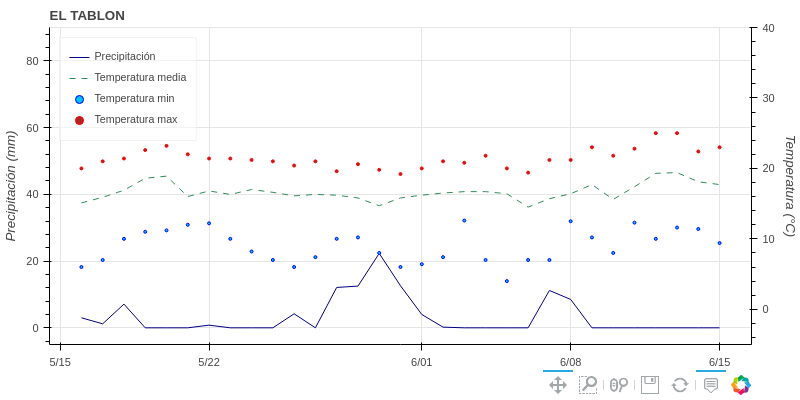 EL TABLON
Precipitación
Temperatura media
Temperatura min
Temperatura max
Precipitación (mm)
80
60
40
20
0
Temperatura (°C)
40
30
20
10
0
5/15
5/22
6/01
6/08
6/15